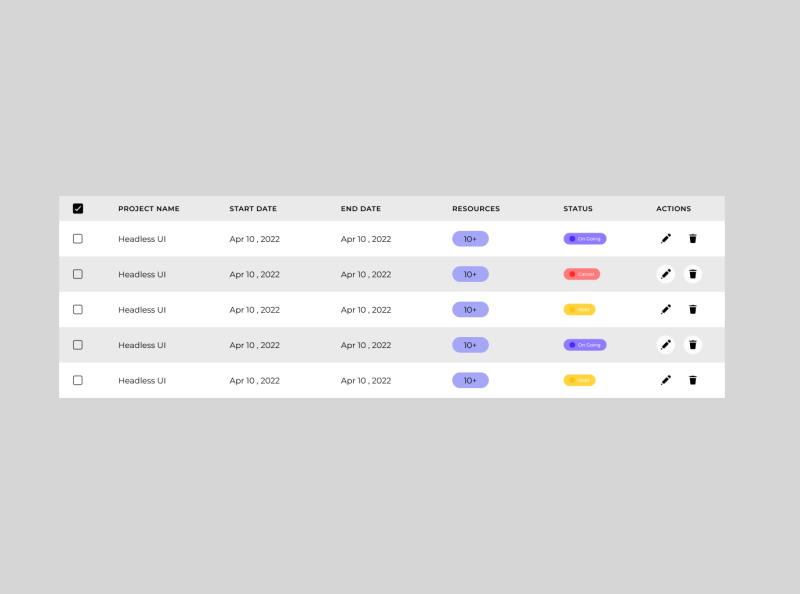 PROJECT NAME START DATE END DATE RESOURCES STATUS ACTIONS
Headless UI Apr 10 , 2022 Apr 10 , 2022 10+ On Going
Headless UI Apr 10 , 2022 Apr 10 , 2022 10+ Cancel
Headless UI Apr 10 , 2022 Apr 10 , 2022 10+
Headless UI Apr 10 , 2022 Apr 10 , 2022 10+ On Going
Headless UI Apr 10 , 2022 Apr 10 , 2022 10+